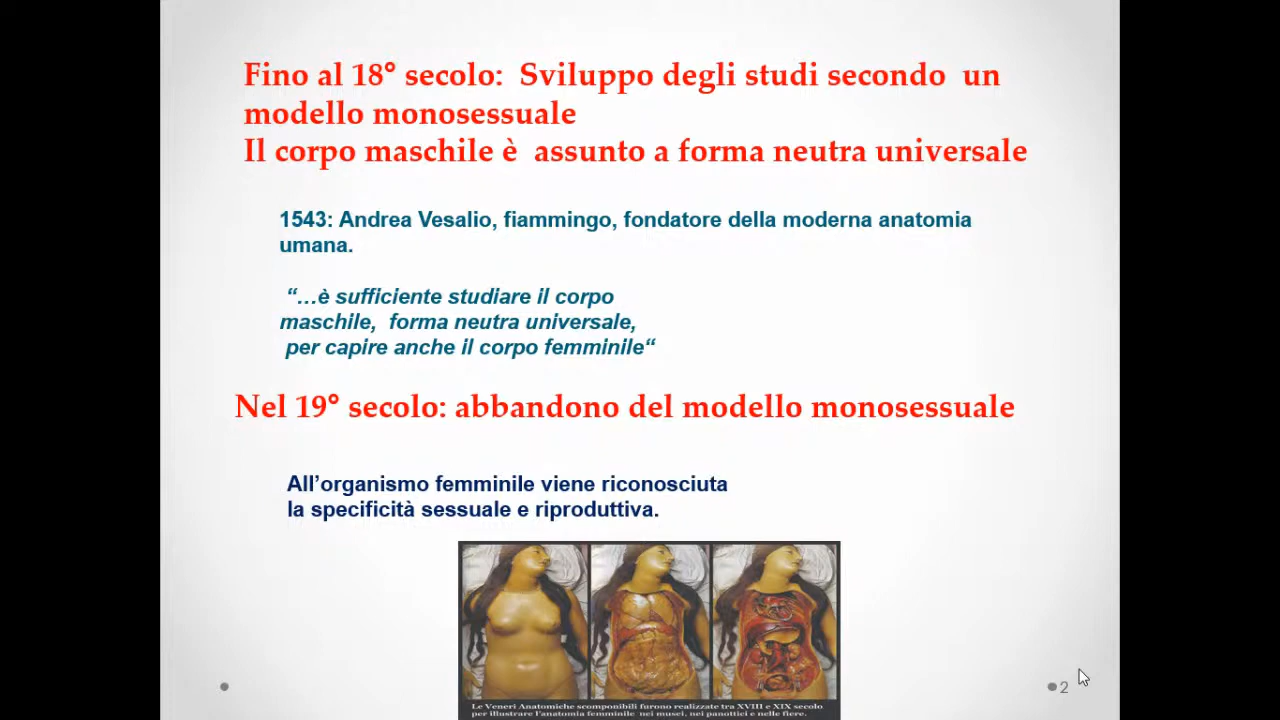 Fino al 18° secolo: Sviluppo degli studi secondo un
modello monosessuale
Il corpo maschile è assunto a forma neutra universale
1543: Andrea Vesalio, fiammingo, fondatore della moderna anatomia
umana.
“…è sufficiente studiare il corpo
maschile, forma neutra universale,
per capire anche il corpo femminile“
Nel 19° secolo: abbandono del modello monosessuale
All’organismo femminile viene riconosciuta
la specificità sessuale e riproduttiva.
Le Veneri Anatomiche scomponibili furono realizzate tra XVIII e XIX secolo
per illustrare l'anatomia femminile nei musei, nei panottici e nelle fiere.
2